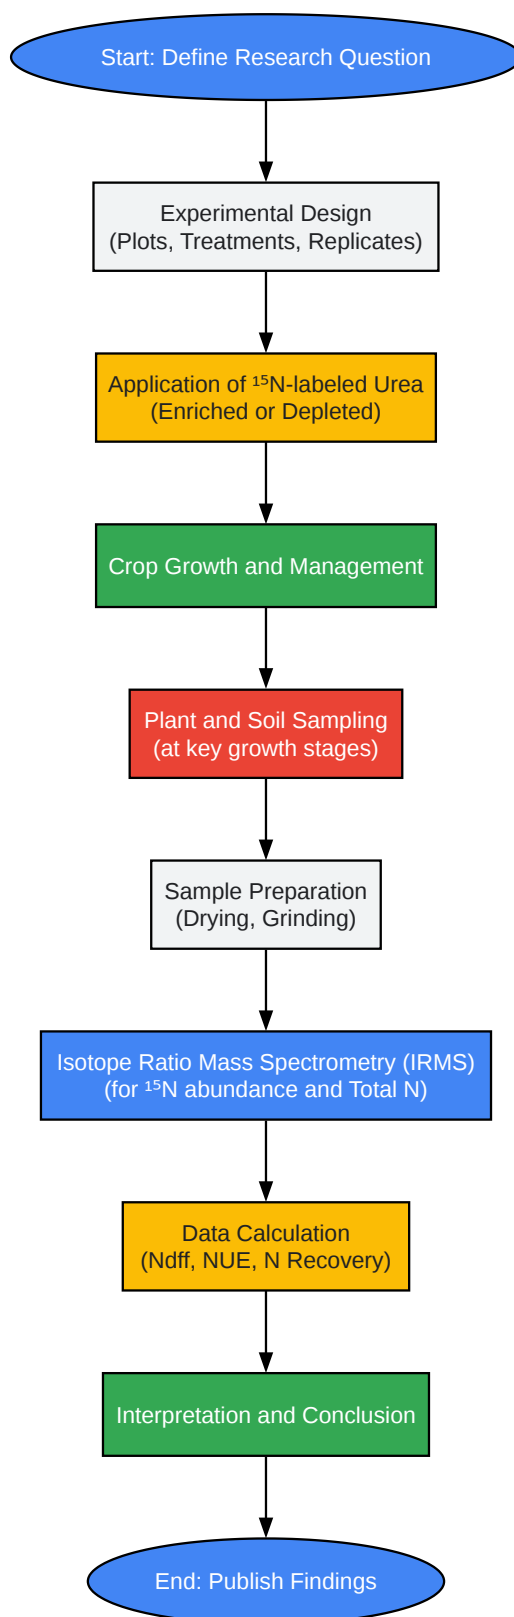 Start: Define Research Question
Experimental Design
(Plots, Treatments, Replicates)
Application of ¹⁵N-labeled Urea
(Enriched or Depleted)
Crop Growth and Management
Plant and Soil Sampling
(at key growth stages)
Sample Preparation
(Drying, Grinding)
Isotope Ratio Mass Spectrometry (IRMS)
(for ¹⁵N abundance and Total N)
Data Calculation
(Ndff, NUE, N Recovery)
Interpretation and Conclusion
End: Publish Findings